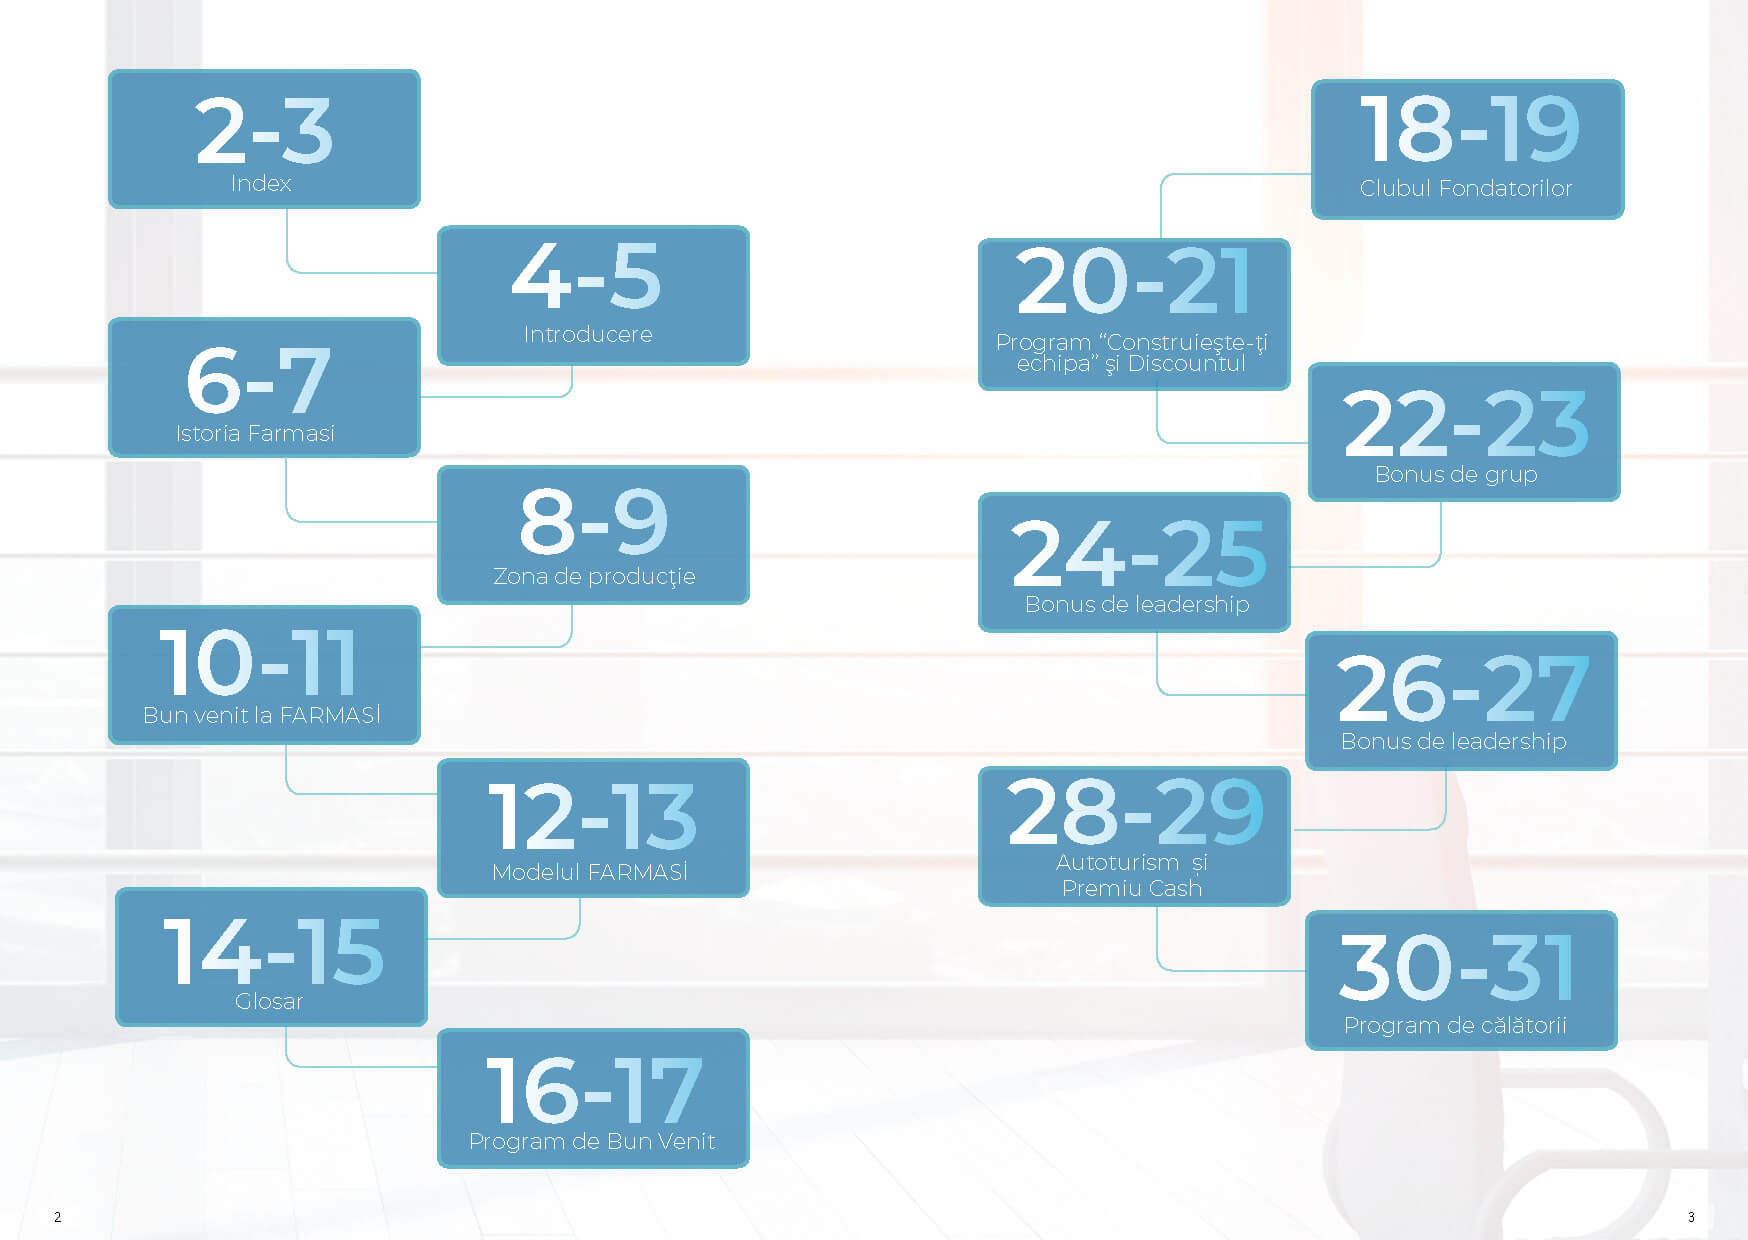 2-3
Index
4-5
Introducere
6-7
Istoria Farmasi
8-9
Zona de producţie
10-11
Bun venit la FARMASİ
12-13
Modelul FARMASİ
14-15
Glosar
16-17
Program de Bun Venit
18-19
Clubul Fondatorilor
20-21
Program “Construieşte-ţi
echipa” şi Discountul
22-23
Bonus de grup
24-25
Bonus de leadership
26-27
Bonus de leadership
28-29
Autoturism și
Premiu Cash
30-31
Program de călătorii
2
3